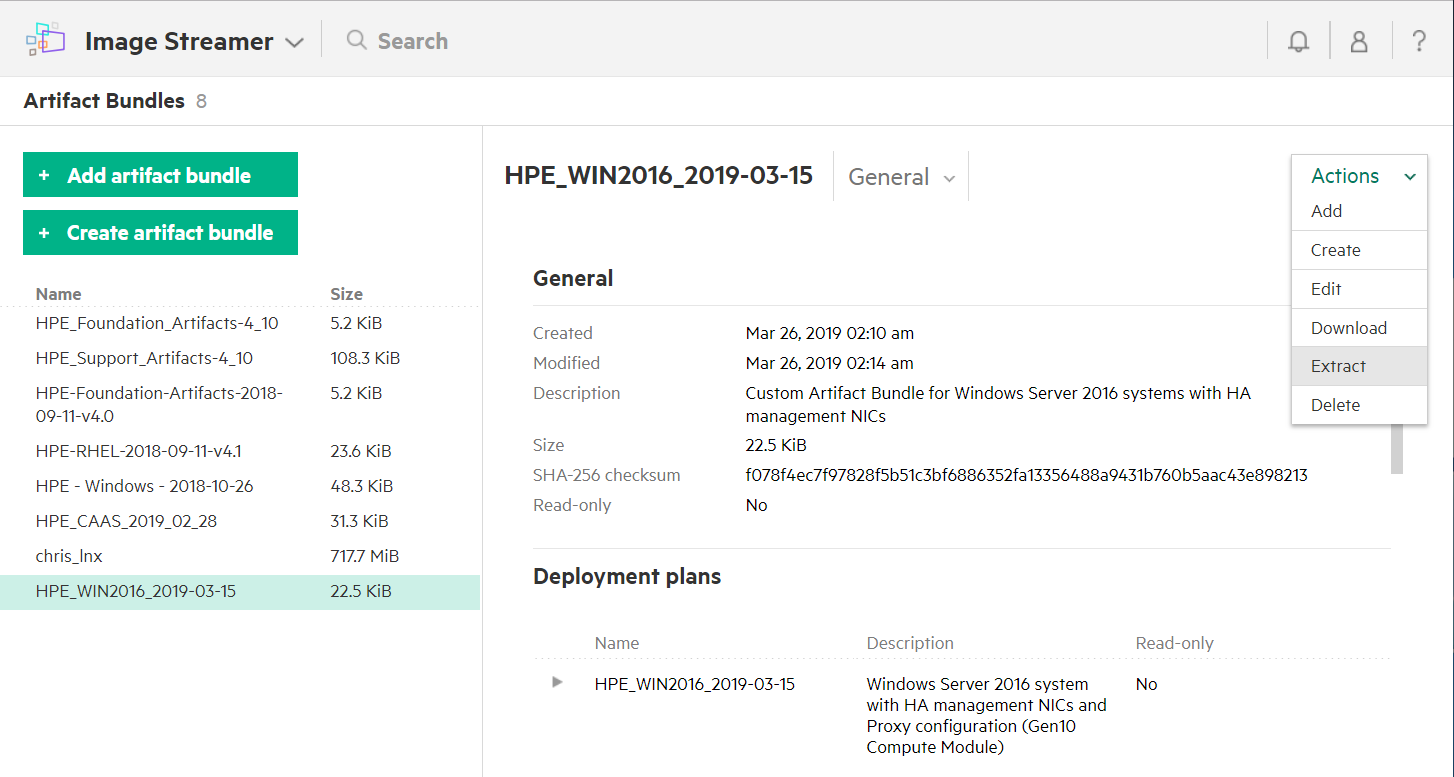 Image Streamer
Search
?
Artifact Bundles 8
+ Add artifact bundle
+ Create artifact bundle
Name Size
HPE_Foundation_Artifacts-4_10 5.2 KiB
HPE_Support_Artifacts-4_10 108.3 KiB
HPE-Foundation-Artifacts-2018- 5.2 KiB
09-11-v4.0
HPE-RHEL-2018-09-11-v4.1 23.6 KiB
HPE - Windows - 2018-10-26 48.3 KiB
HPE_CAAS_2019_02_28 31.3 KiB
chris_lnx 717.7 MiB
HPE_WIN2016_2019-03-15 22.5 KiB
HPE_WIN2016_2019-03-15 General
Actions
Add
Create
Edit
Download
Extract
Delete
General
Created Mar 26, 2019 02:10 am
Modified Mar 26, 2019 02:14 am
Description Custom Artifact Bundle for Windows Server 2016 systems with HA
management NICs
Size 22.5 KiB
SHA-256 checksum f078f4ec7f97828f5b51c3bf6886352fa13356488a9431b760b5aac43e898213
Read-only No
Deployment plans
Name Description Read-only
HPE_WIN2016_2019-03-15 Windows Server 2016 system No
with HA management NICs and
Proxy configuration (Gen10
Compute Module)